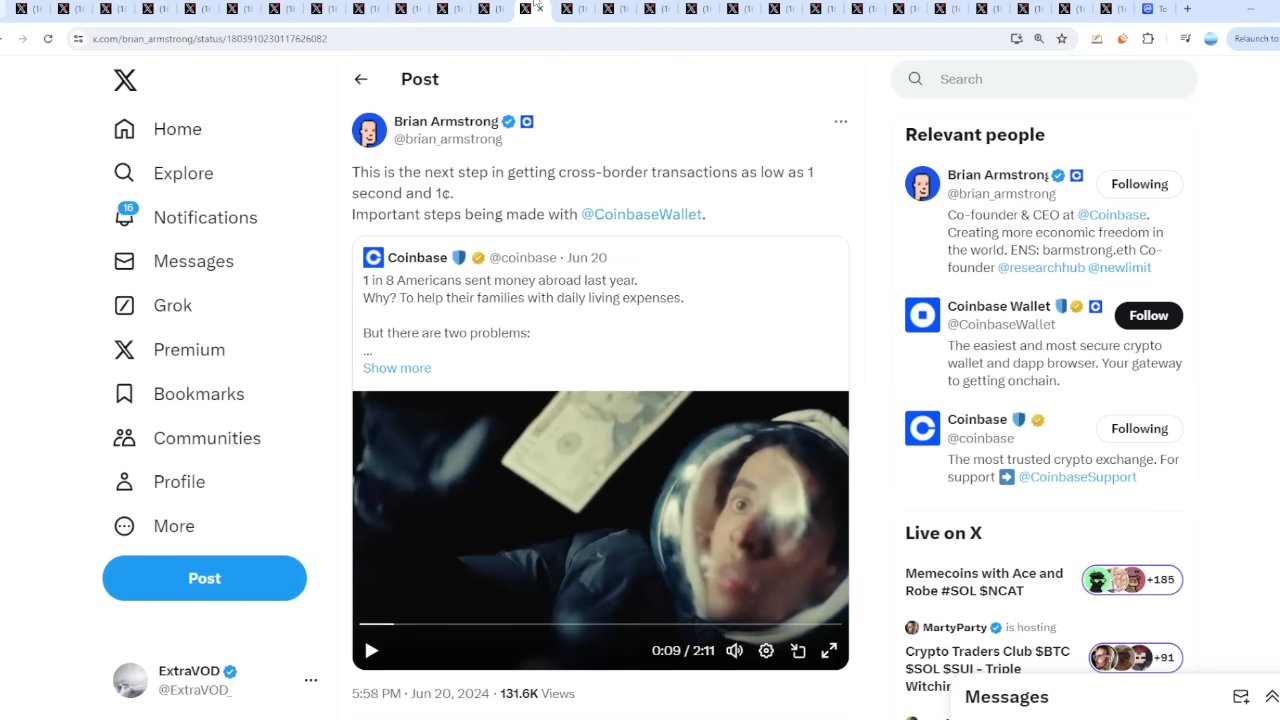 To
x.com/brian_armstrong/status/1803910230117626082
Relaunch to
Home
Explore
16
Notifications
Messages
Grok
Premium
Bookmarks
Communities
Profile
More
Post
ExtraVOD
@ExtraVOD_
Post
Brian Armstrong
@brian_armstrong
This is the next step in getting cross-border transactions as low as 1
second and 1¢.
Important steps being made with @CoinbaseWallet.
Coinbase @coinbase · Jun 20
1 in 8 Americans sent money abroad last year.
Why? To help their families with daily living expenses.
But there are two problems:
...
Show more
0:09 / 2:11
5:58 PM · Jun 20, 2024 · 131.6K Views
Search
Relevant people
Brian Armstrong
@brian_armstrong
Following
Co-founder & CEO at @Coinbase.
Creating more economic freedom in
the world. ENS: barmstrong.eth Co-
founder @researchhub @newlimit
Coinbase Wallet
@CoinbaseWallet
Follow
The easiest and most secure crypto
wallet and dapp browser. Your gateway
to getting onchain.
Coinbase
@coinbase
Following
The most trusted crypto exchange. For
support @CoinbaseSupport
Live on X
Memecoins with Ace and
Robe #SOL $NCAT
+185
MartyParty is hosting
Crypto Traders Club $BTC
$SOL $SUI - Triple
Witchin
+91
Messages